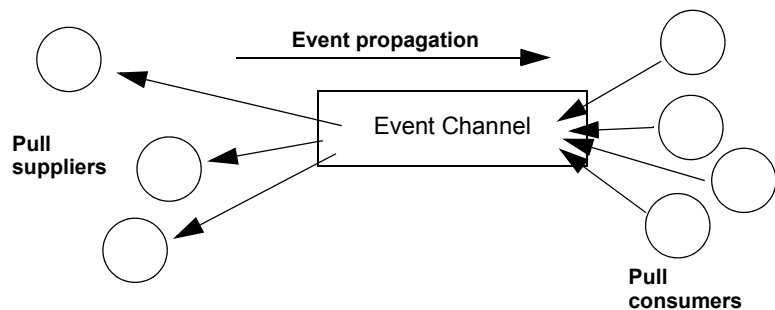 Event propagation
Event Channel
Pull
suppliers
Pull
consumers